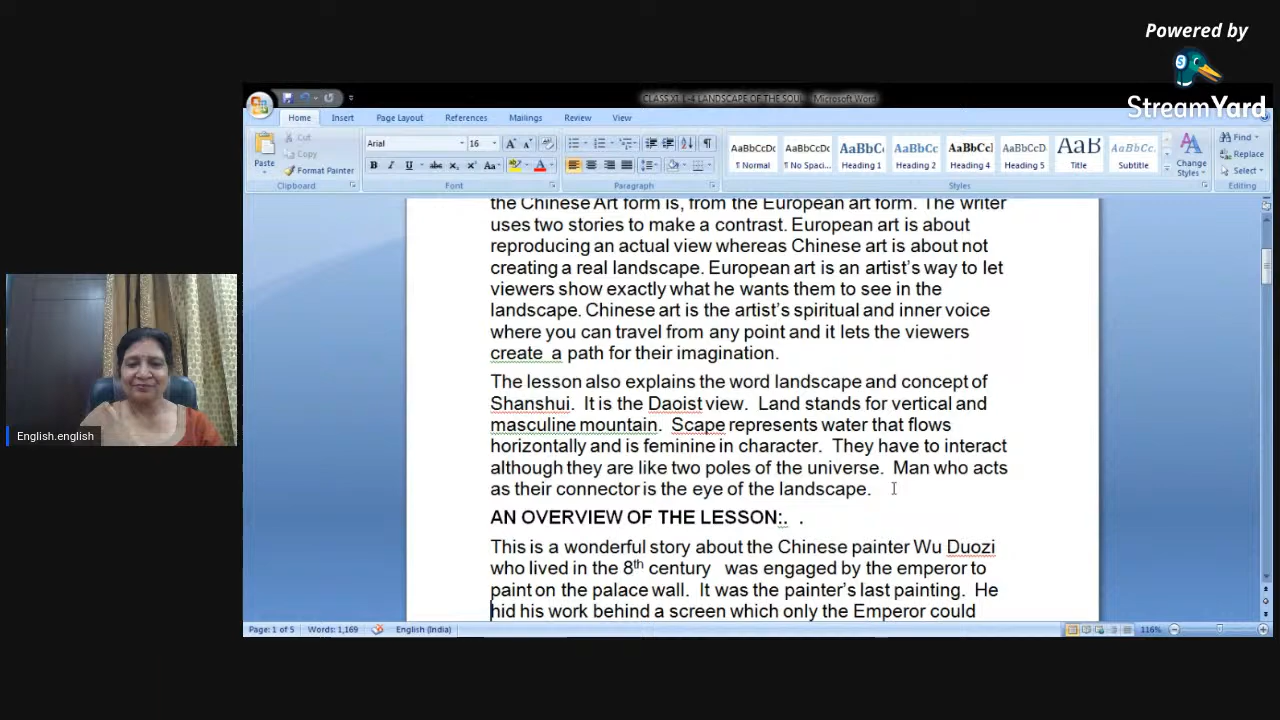 Powered by
StreamYard
CLASS XI L-4 LANDSCAPE OF THE SOUL - Microsoft Word
Home Insert Page Layout References Mailings Review View
Paste
Cut
Copy
Format Painter
Clipboard
Arial 16
Font
Paragraph
AaBbCcDc AaBbCcDc AaBbC AaBbCc AaBbCc AaBbCc AaB AaBbCc.
¶ Normal ¶ No Spaci... Heading 1 Heading 2 Heading 4 Heading 5 Title Subtitle
Change Styles
Styles
Find
Replace
Select
Editing
the Chinese Art form is, from the European art form. The writer
uses two stories to make a contrast. European art is about
reproducing an actual view whereas Chinese art is about not
creating a real landscape. European art is an artist's way to let
viewers show exactly what he wants them to see in the
landscape. Chinese art is the artist's spiritual and inner voice
where you can travel from any point and it lets the viewers
create a path for their imagination.
The lesson also explains the word landscape and concept of
Shanshui. It is the Daoist view. Land stands for vertical and
masculine mountain. Scape represents water that flows
horizontally and is feminine in character. They have to interact
although they are like two poles of the universe. Man who acts
as their connector is the eye of the landscape.
AN OVERVIEW OF THE LESSON:. .
This is a wonderful story about the Chinese painter Wu Duozi
who lived in the 8th century was engaged by the emperor to
paint on the palace wall. It was the painter's last painting. He
hid his work behind a screen which only the Emperor could
English.english
Page: 1 of 5 Words: 1,169 English (India) 116%